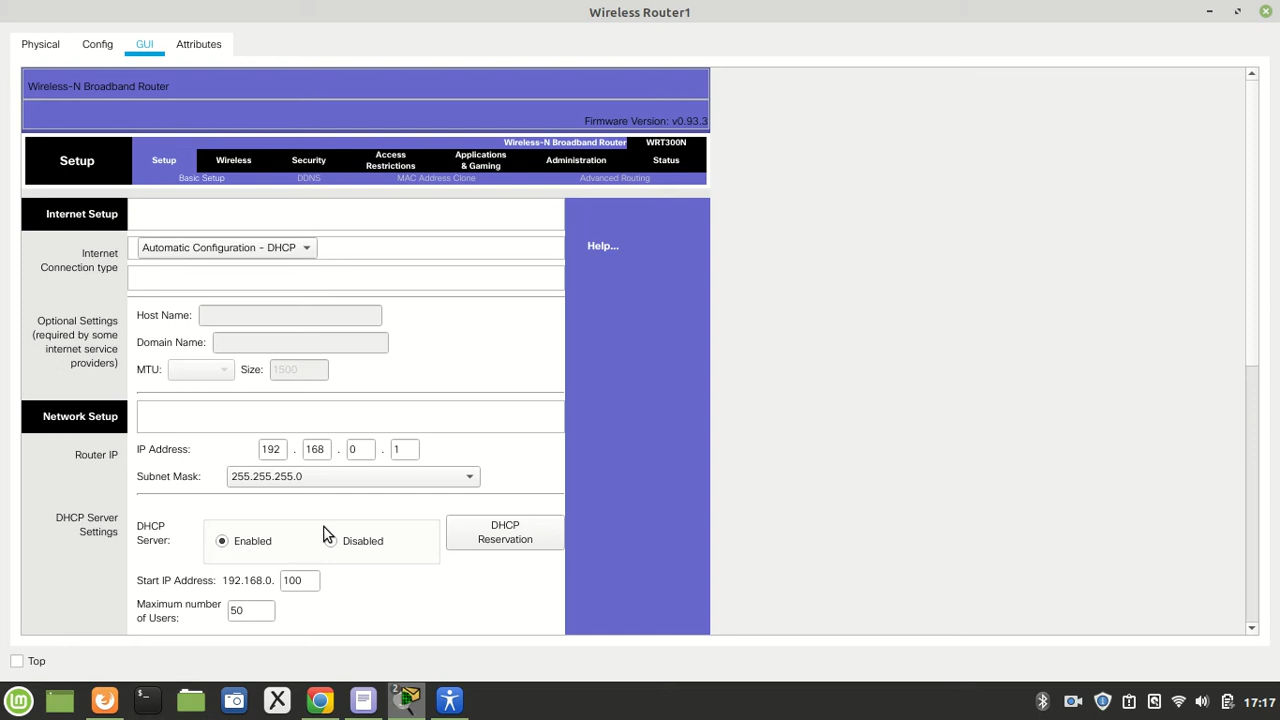 Wireless Router1
Physical Config GUI Attributes
Wireless-N Broadband Router
Firmware Version: v0.93.3
Wireless-N Broadband Router WRT300N
Setup
Setup Wireless Security Access Restrictions Applications & Gaming Administration Status
Basic Setup DDNS MAC Address Clone Advanced Routing
Internet Setup
Internet Connection type
Automatic Configuration - DHCP
Help...
Optional Settings
(required by some
internet service
providers)
Host Name:
Domain Name:
MTU: Size: 1500
Network Setup
Router IP
IP Address: 192 . 168 . 0 . 1
Subnet Mask: 255.255.255.0
DHCP Server
Settings
DHCP
Server:
Enabled Disabled
DHCP
Reservation
Start IP Address: 192.168.0. 100
Maximum number
of Users: 50
Top
2
17:17